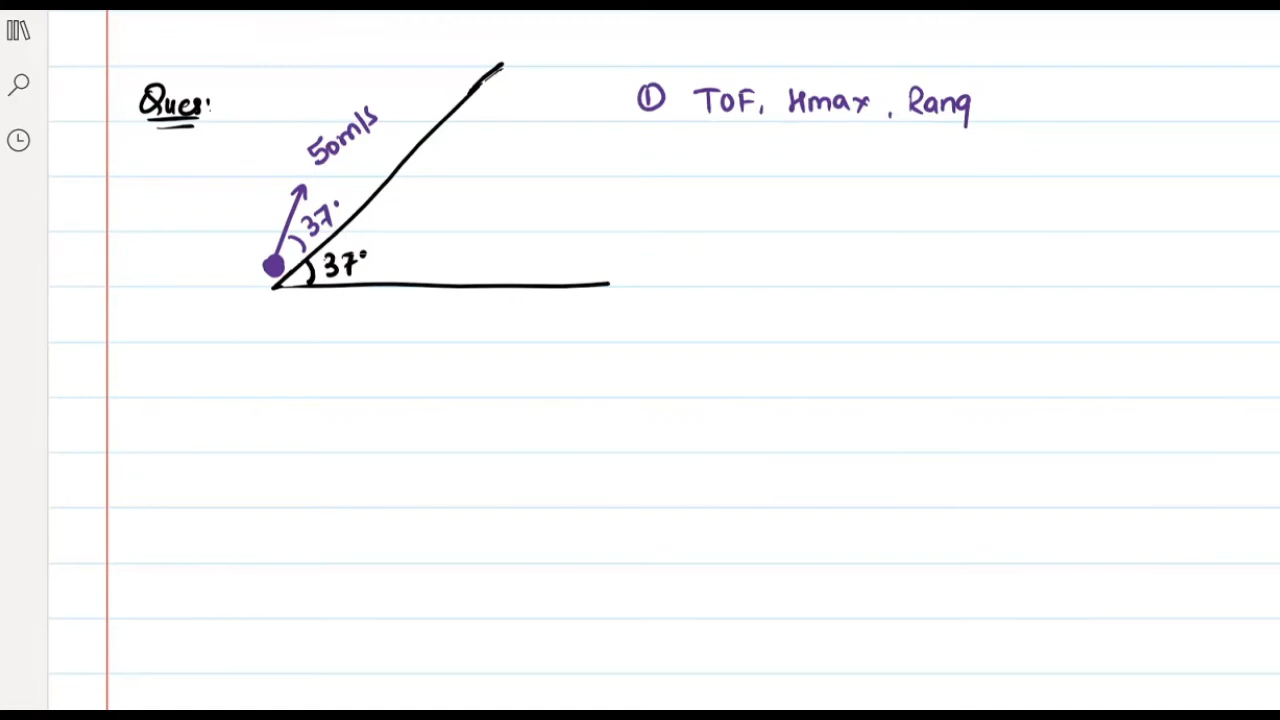 Ques:
① TOF, Hmax, Rang
50m/s
37°
37°